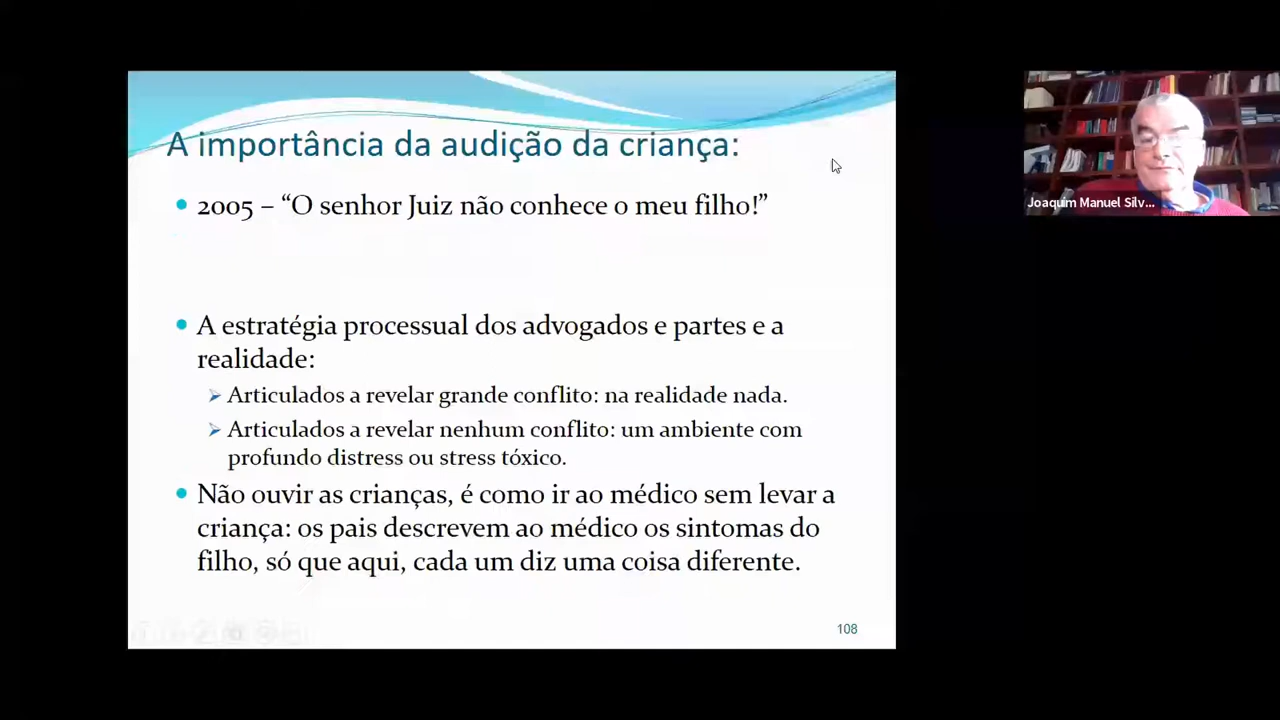 A importância da audição da criança:
2005 – “O senhor Juiz não conhece o meu filho!”
A estratégia processual dos advogados e partes e a
realidade:
Articulados a revelar grande conflito: na realidade nada.
Articulados a revelar nenhum conflito: um ambiente com
profundo distress ou stress tóxico.
Não ouvir as crianças, é como ir ao médico sem levar a
criança: os pais descrevem ao médico os sintomas do
filho, só que aqui, cada um diz uma coisa diferente.
108
Joaquim Manuel Silv...